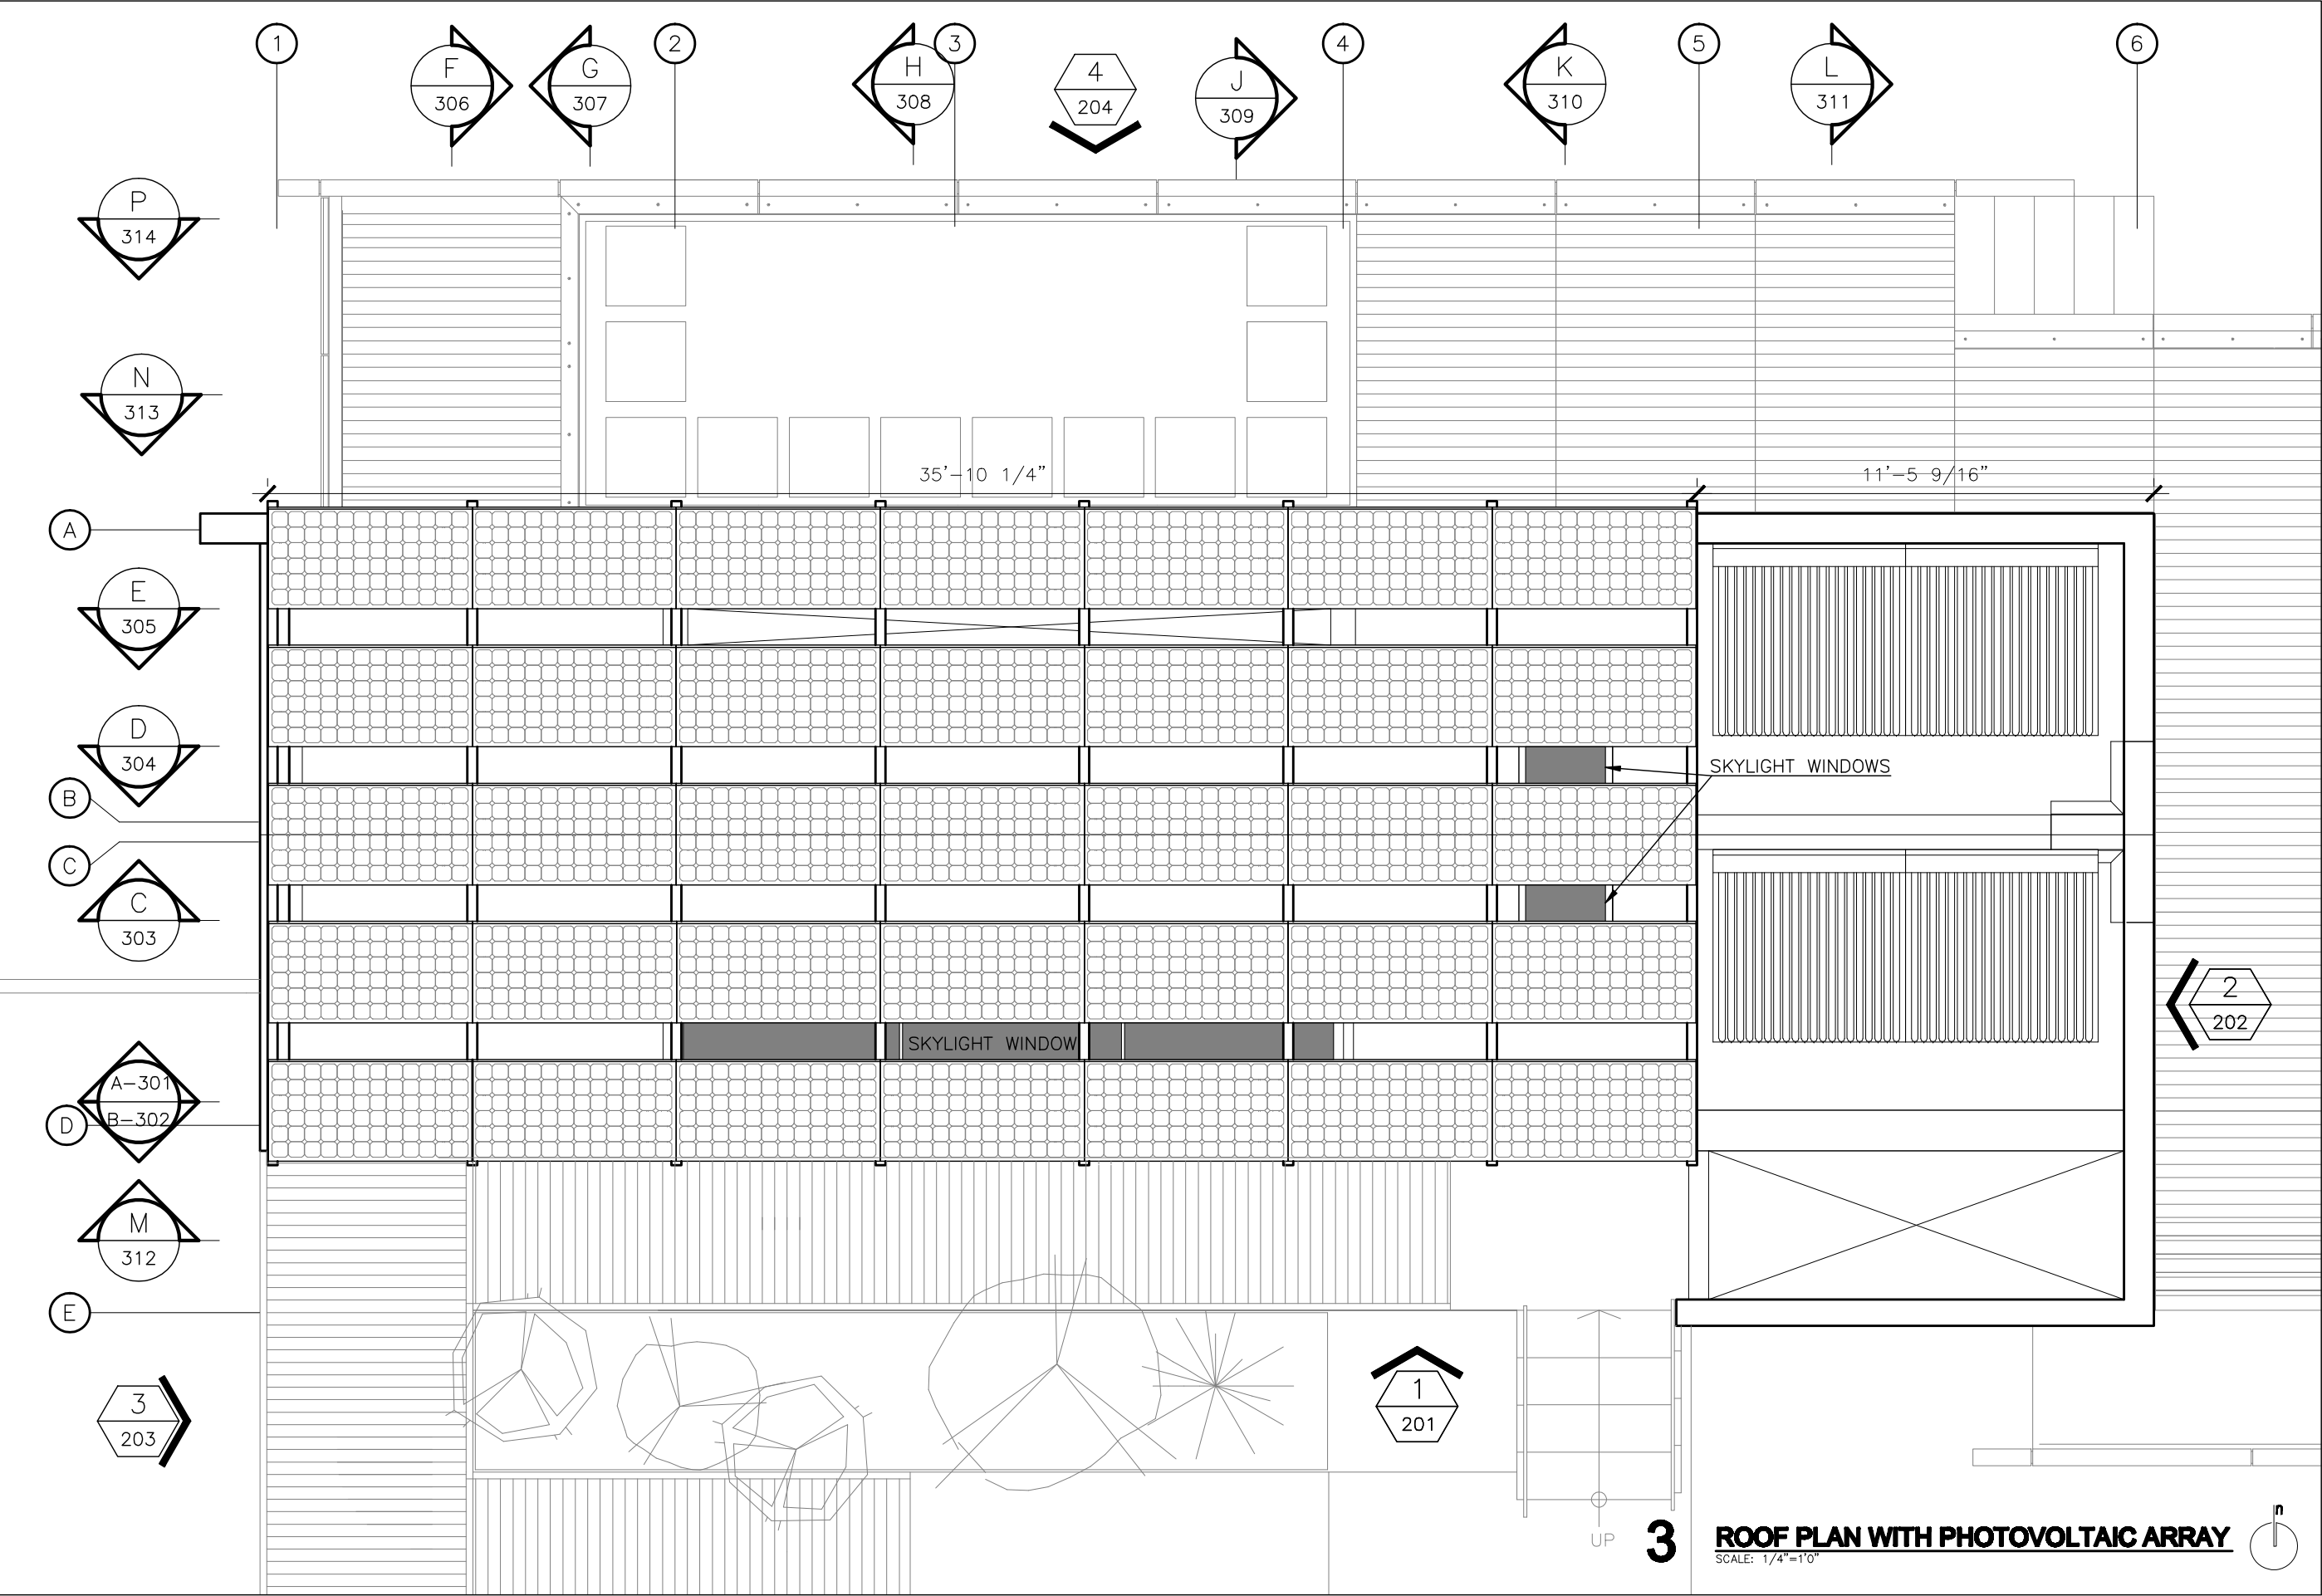 1
F
306
G
307
2
H
308
3
4
204
J
309
4
K
310
5
L
311
6
P
314
N
313
35'-10 1/4"
11'-5 9/16"
A
E
305
D
304
SKYLIGHT WINDOWS
B
C
C
303
2
202
SKYLIGHT WINDOW
A-301
B-302
D
M
312
E
1
201
3
203
UP
3
ROOF PLAN WITH PHOTOVOLTAIC ARRAY
SCALE: 1/4"=1'0"
n